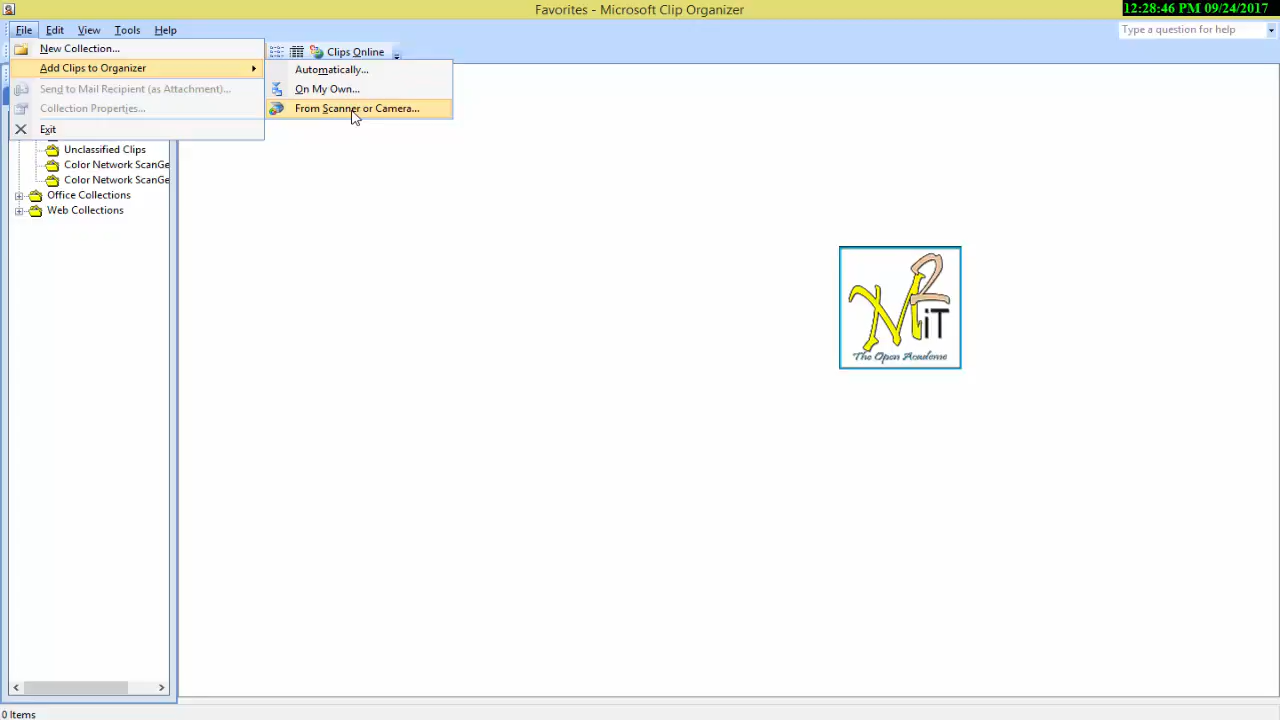 Favorites - Microsoft Clip Organizer
12:28:46 PM 09/24/2017
File Edit View Tools Help
Type a question for help
New Collection...
Clips Online
Add Clips to Organizer
Automatically...
Send to Mail Recipient (as Attachment)...
On My Own...
Collection Properties...
From Scanner or Camera...
Exit
Unclassified Clips
Color Network ScanGe
Color Network ScanGe
Office Collections
Web Collections
M2iT
The Open Academe
0 Items